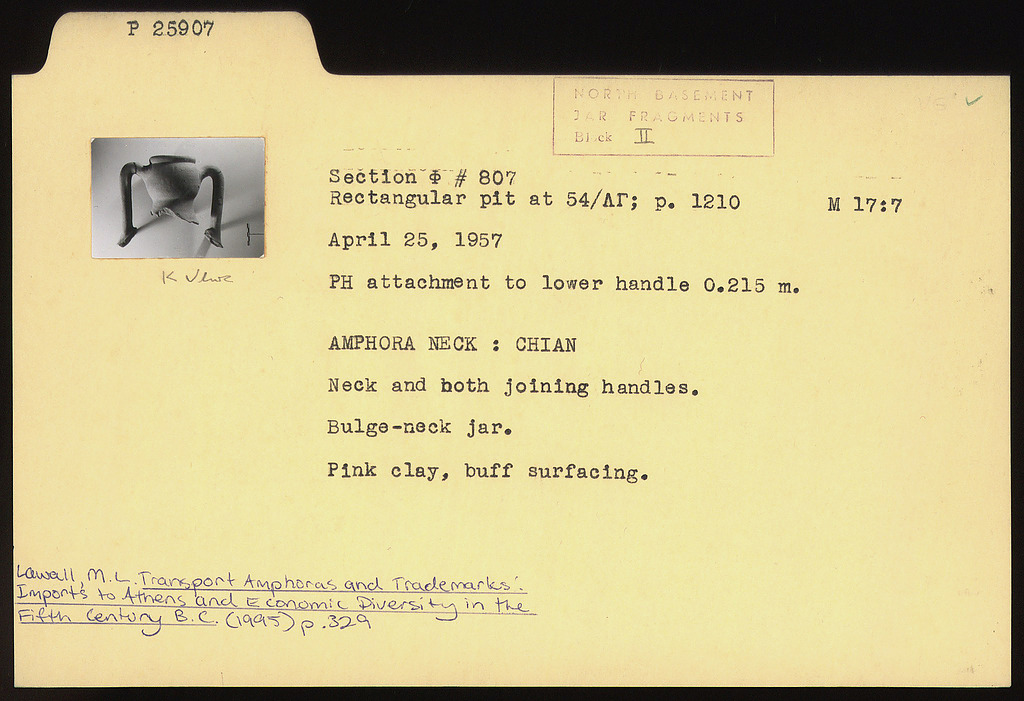 P 25907
NORTH BASEMENT
JAR FRAGMENTS
Block II
Section Φ # 807
Rectangular pit at 54/ΛΓ; p. 1210 M 17:7
April 25, 1957
PH attachment to lower handle 0.215 m.
AMPHORA NECK : CHIAN
Neck and both joining handles.
Bulge-neck jar.
Pink clay, buff surfacing.
Lawall, M.L. Transport Amphoras and Trademarks:
Imports to Athens and Economic Diversity in the
Fifth Century B.C. (1995) p.329